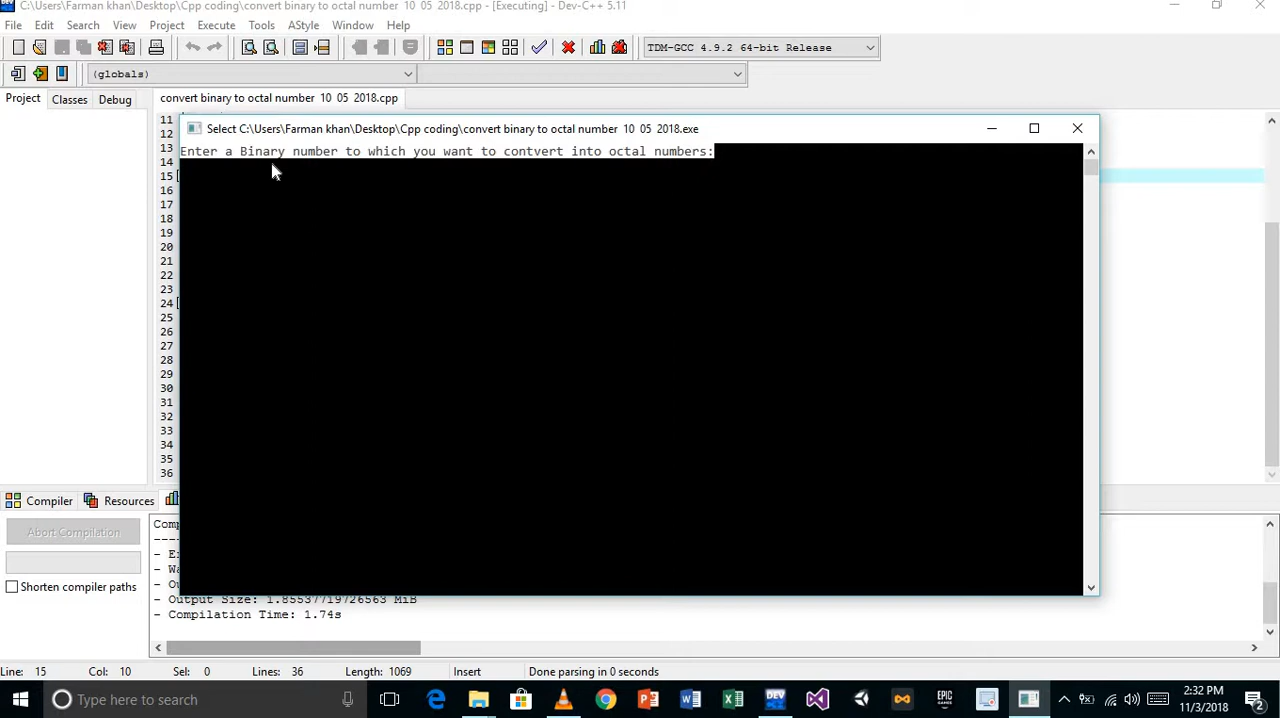 C:\Users\Farman khan\Desktop\Cpp coding\convert binary to octal number 10 05 2018.cpp - [Executing] - Dev-C++ 5.11
File Edit Search View Project Execute Tools AStyle Window Help
TDM-GCC 4.9.2 64-bit Release
(globals)
Project Classes Debug
convert binary to octal number 10 05 2018.cpp
Select C:\Users\Farman khan\Desktop\Cpp coding\convert binary to octal number 10 05 2018.exe
Enter a Binary number to which you want to contvert into octal numbers:
11
12
13
14
15
16
17
18
19
20
21
22
23
24
25
26
27
28
29
30
31
32
33
34
35
36
Compiler Resources
Abort Compilation
Shorten compiler paths
- Output Size: 1.85537719726563 MiB
- Compilation Time: 1.74s
Line: 15 Col: 10 Sel: 0 Lines: 36 Length: 1069 Insert Done parsing in 0 seconds
Type here to search
2:32 PM
11/3/2018